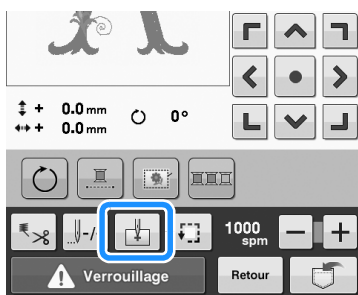 + 0.0 mm
+ 0.0 mm
0°
-/
1000
spm
- +
Verrouillage
Retour